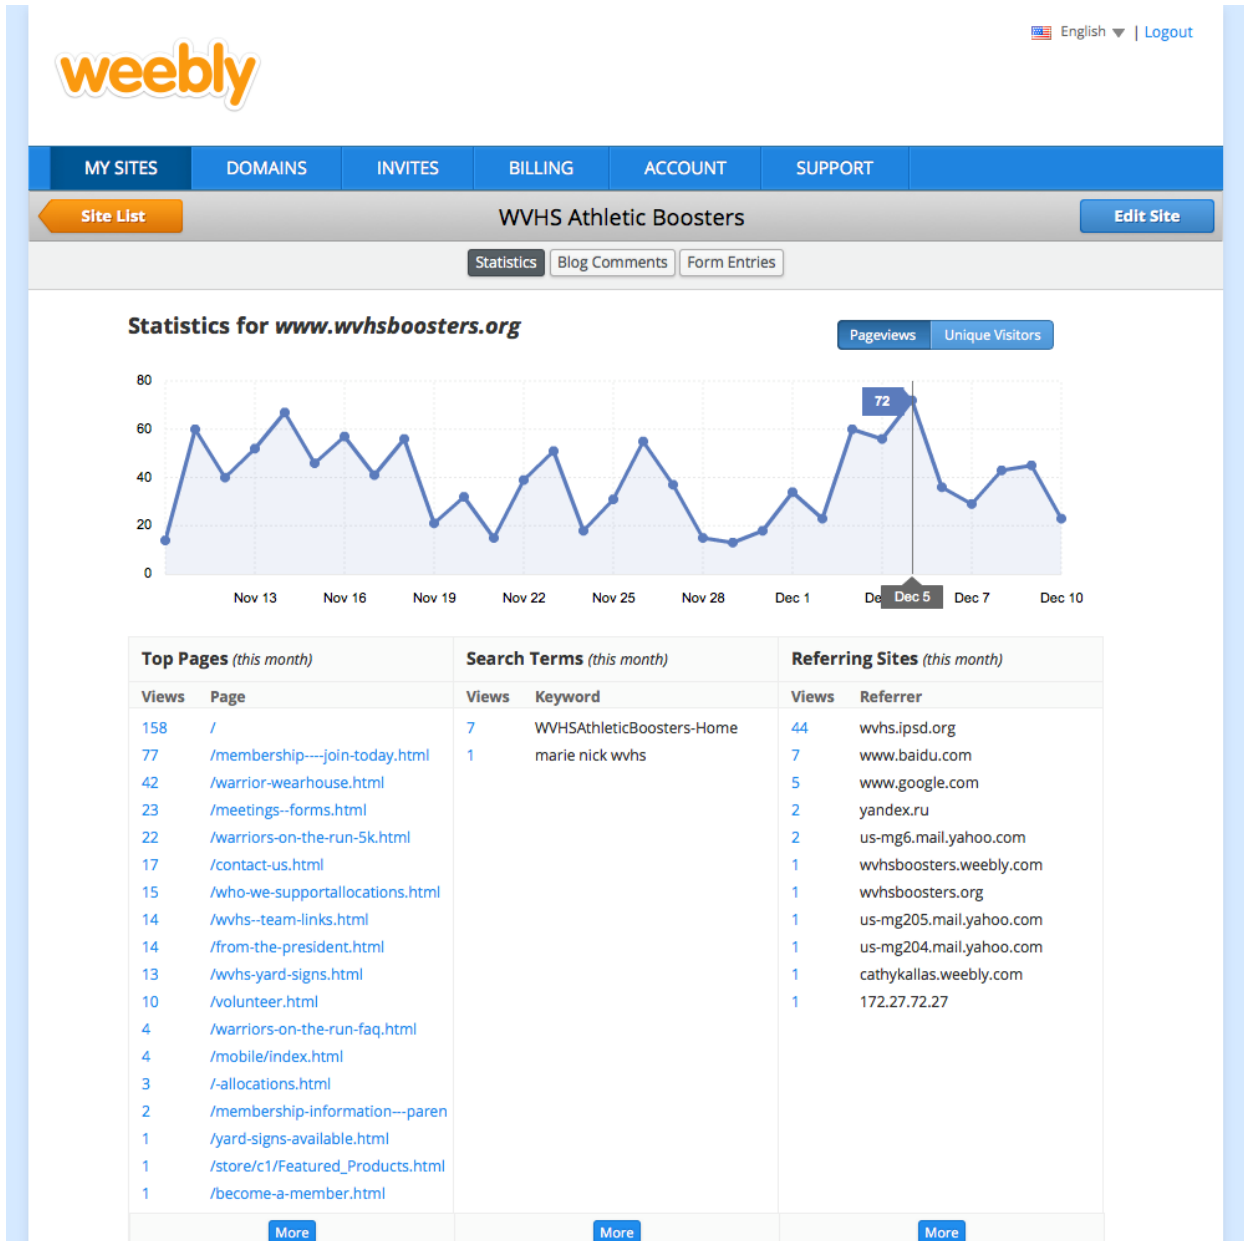 English | Logout
weebly
MY SITES DOMAINS INVITES BILLING ACCOUNT SUPPORT
Site List WVHS Athletic Boosters Edit Site
Statistics Blog Comments Form Entries
Statistics for www.wvhsboosters.org
Pageviews Unique Visitors
80
60
40
20
0
72
Nov 13 Nov 16 Nov 19 Nov 22 Nov 25 Nov 28 Dec 1 De Dec 5 Dec 7 Dec 10
Top Pages (this month)
Views Page
158 /
77 /membership----join-today.html
42 /warrior-wearhouse.html
23 /meetings--forms.html
22 /warriors-on-the-run-5k.html
17 /contact-us.html
15 /who-we-supportallocations.html
14 /wvhs--team-links.html
14 /from-the-president.html
13 /wvhs-yard-signs.html
10 /volunteer.html
4 /warriors-on-the-run-faq.html
4 /mobile/index.html
3 /-allocations.html
2 /membership-information---paren
1 /yard-signs-available.html
1 /store/c1/Featured_Products.html
1 /become-a-member.html
More
Search Terms (this month)
Views Keyword
7 WVHSAthleticBoosters-Home
1 marie nick wvhs
More
Referring Sites (this month)
Views Referrer
44 wvhs.ipsd.org
7 www.baidu.com
5 www.google.com
2 yandex.ru
2 us-mg6.mail.yahoo.com
1 wvhsboosters.weebly.com
1 wvhsboosters.org
1 us-mg205.mail.yahoo.com
1 us-mg204.mail.yahoo.com
1 cathykallas.weebly.com
1 172.27.72.27
More